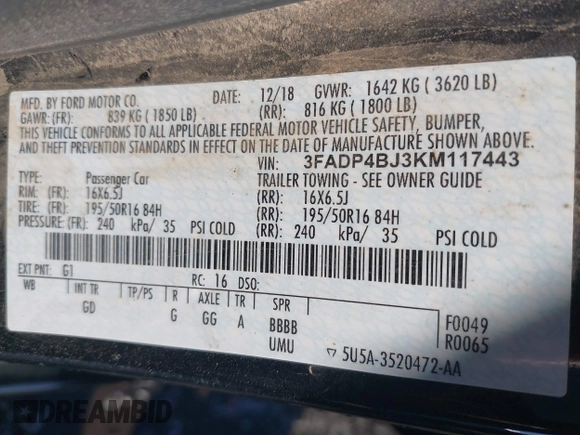 MFD. BY FORD MOTOR CO. DATE: 12/18 GVWR: 1642 KG ( 3620 LB)
GAWR: (FR): 839 KG ( 1850 LB) (RR): 816 KG ( 1800 LB)
THIS VEHICLE CONFORMS TO ALL APPLICABLE FEDERAL MOTOR VEHICLE SAFETY, BUMPER,
AND THEFT PREVENTION STANDARDS IN EFFECT ON THE DATE OF MANUFACTURE SHOWN ABOVE.
VIN: 3FADP4BJ3KM117443
TYPE: Passenger Car TRAILER TOWING - SEE OWNER GUIDE
RIM: (FR): 16X6.5J (RR): 16X6.5J
TIRE: (FR): 195/50R16 84H (RR): 195/50R16 84H
PRESSURE: (FR): 240 kPa/ 35 PSI COLD (RR): 240 kPa/ 35 PSI COLD
EXT PNT: G1 RC: 16 DSO:
WB INT TR TP/PS R AXLE TR SPR F0049
GD G GG A BBBB R0065
UMU ▽ 5U5A-3520472-AA
DREAMBID